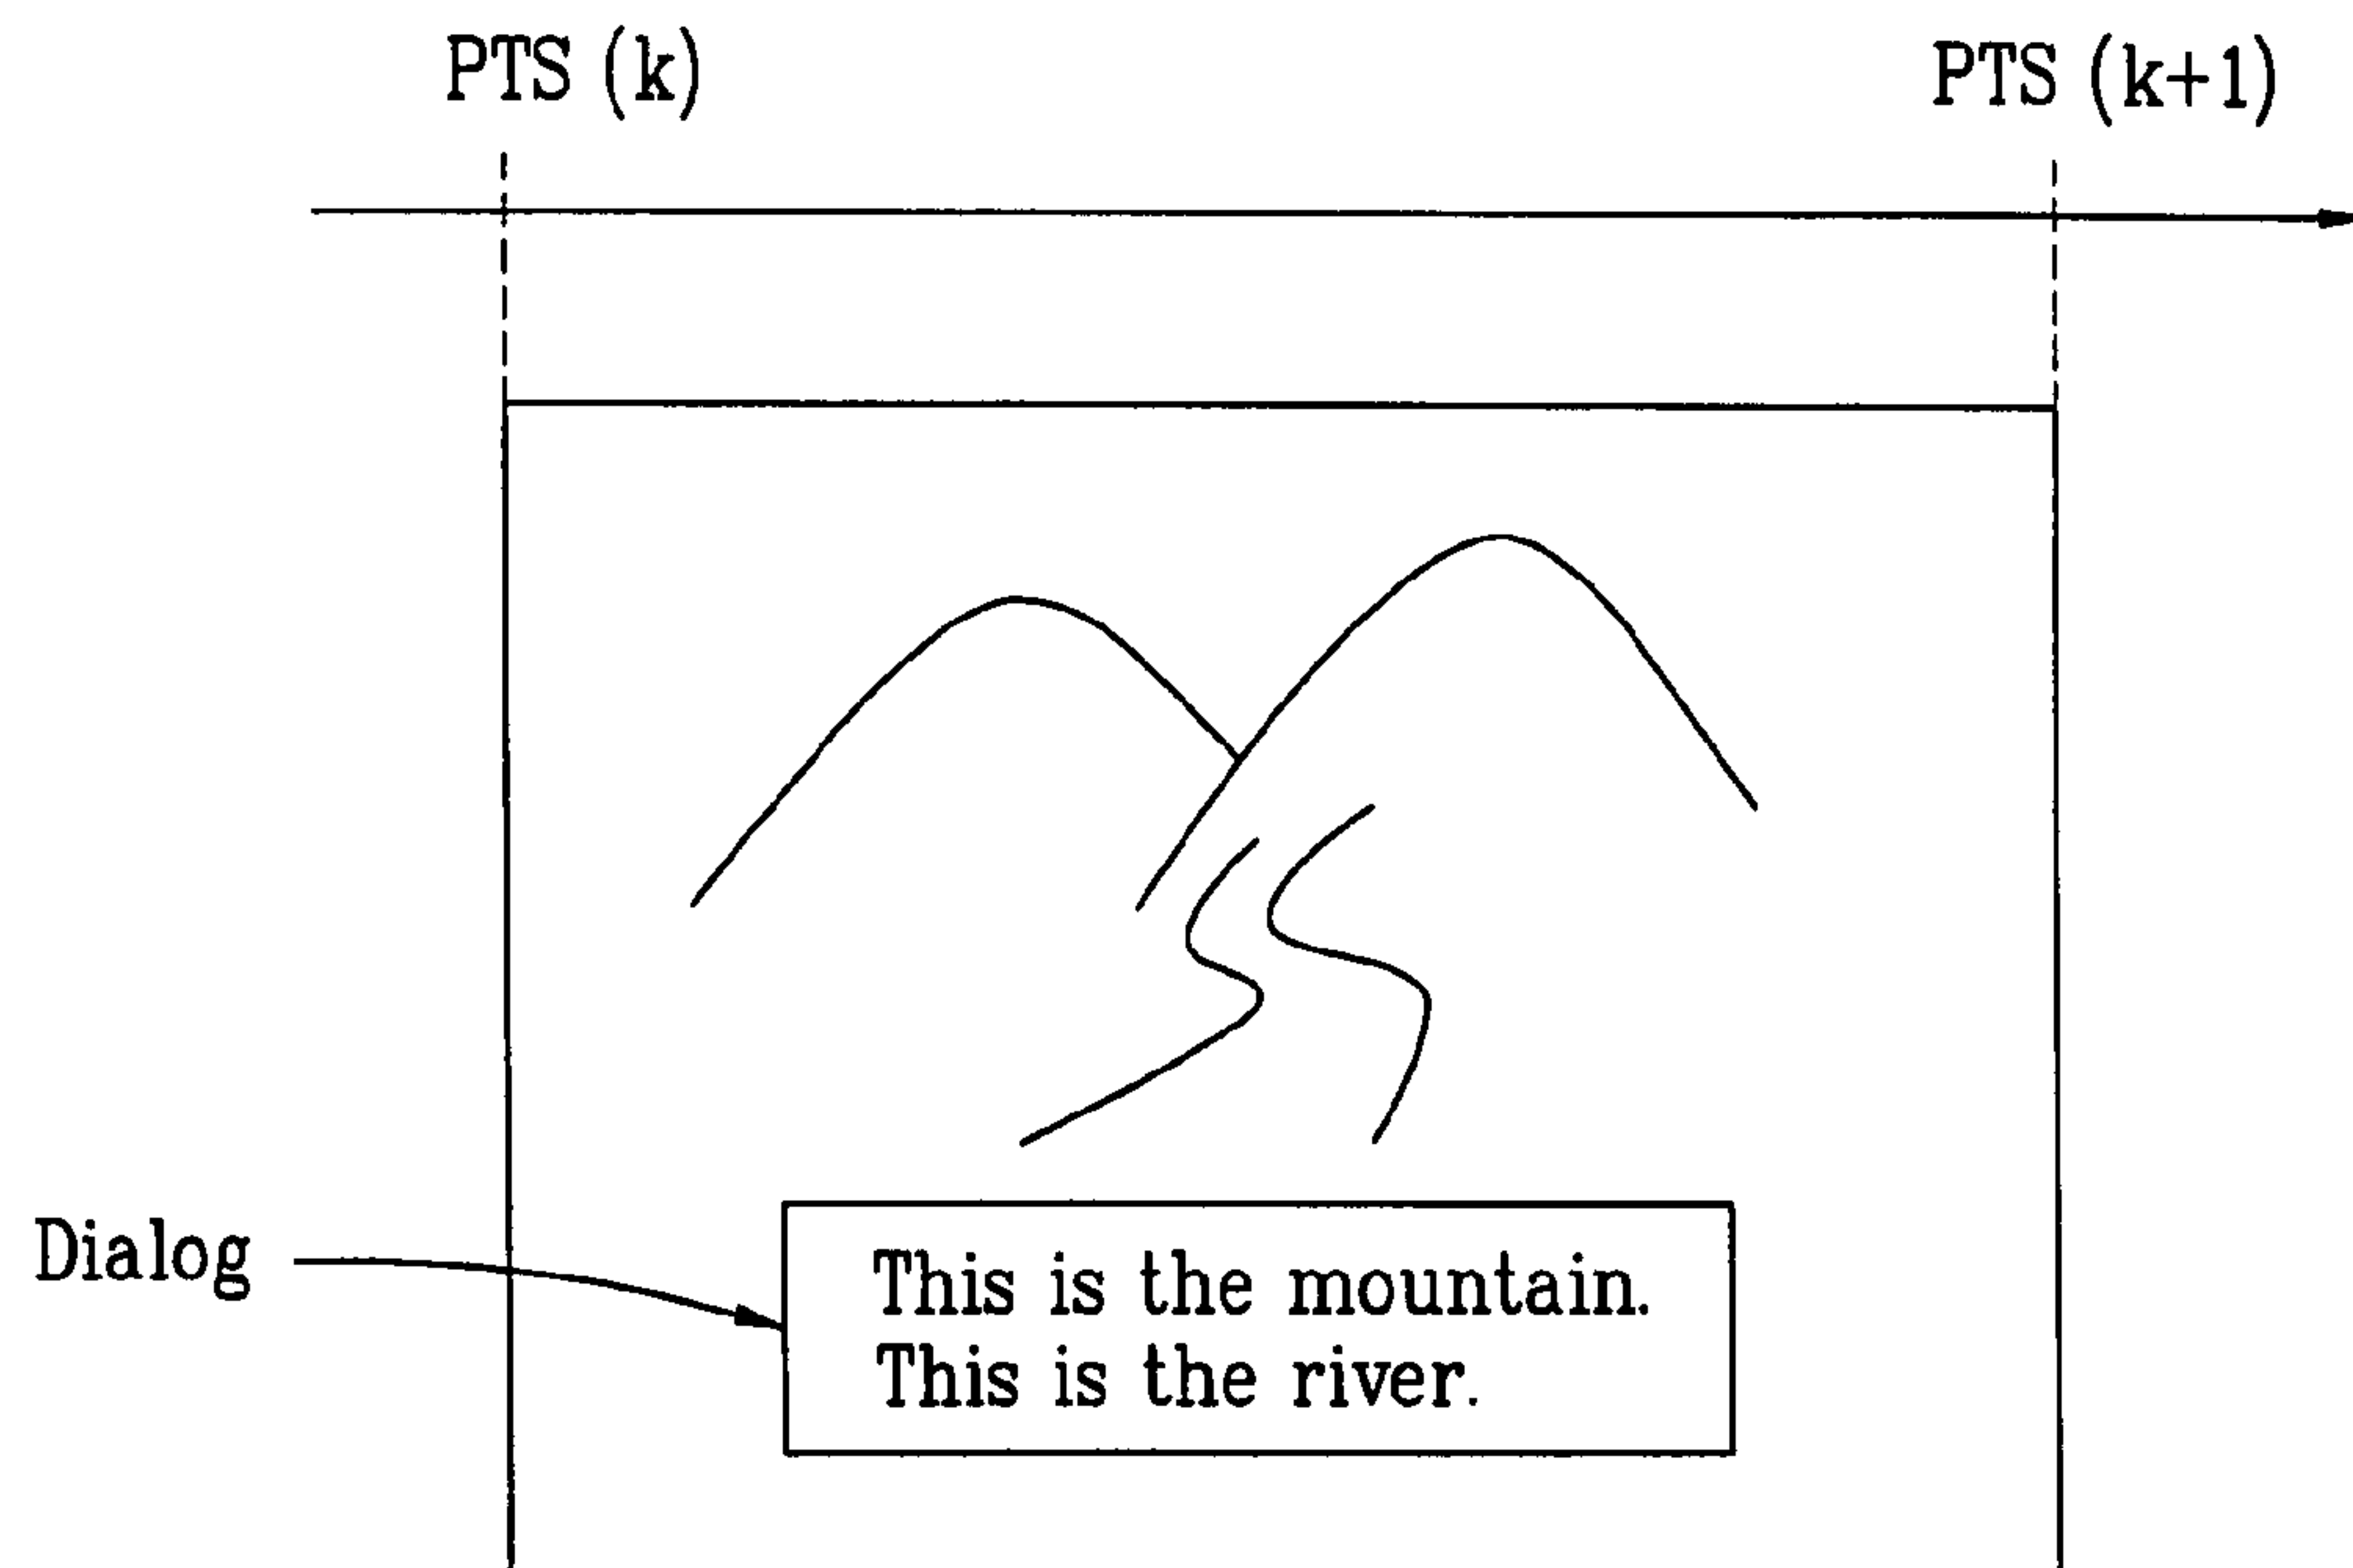 PTS (k)
PTS (k+1)
Dialog
This is the mountain.
This is the river.